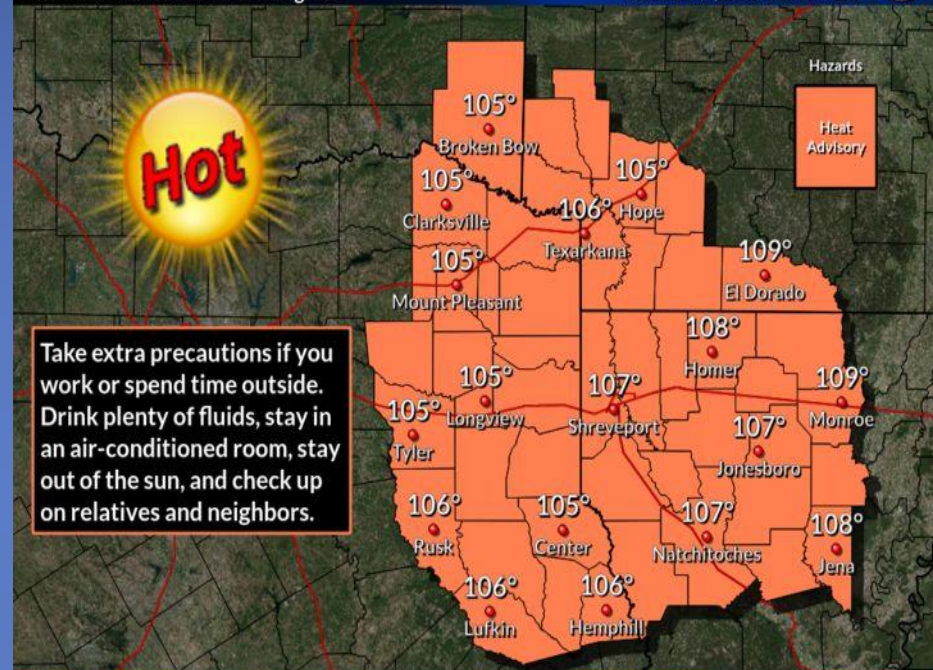 Hazards
Heat
Advisory
Hot
105°
Broken Bow
105°
Clarksville
105°
Hope
106°
Texarkana
105°
Mount Pleasant
109°
El Dorado
108°
Homer
Take extra precautions if you
work or spend time outside.
Drink plenty of fluids, stay in
an air-conditioned room, stay
out of the sun, and check up
on relatives and neighbors.
105°
Longview
107°
Shreveport
109°
Monroe
105°
Tyler
107°
Jonesboro
106°
Rusk
105°
Center
107°
Natchitoches
108°
Jena
106°
Lufkin
106°
Hemphill